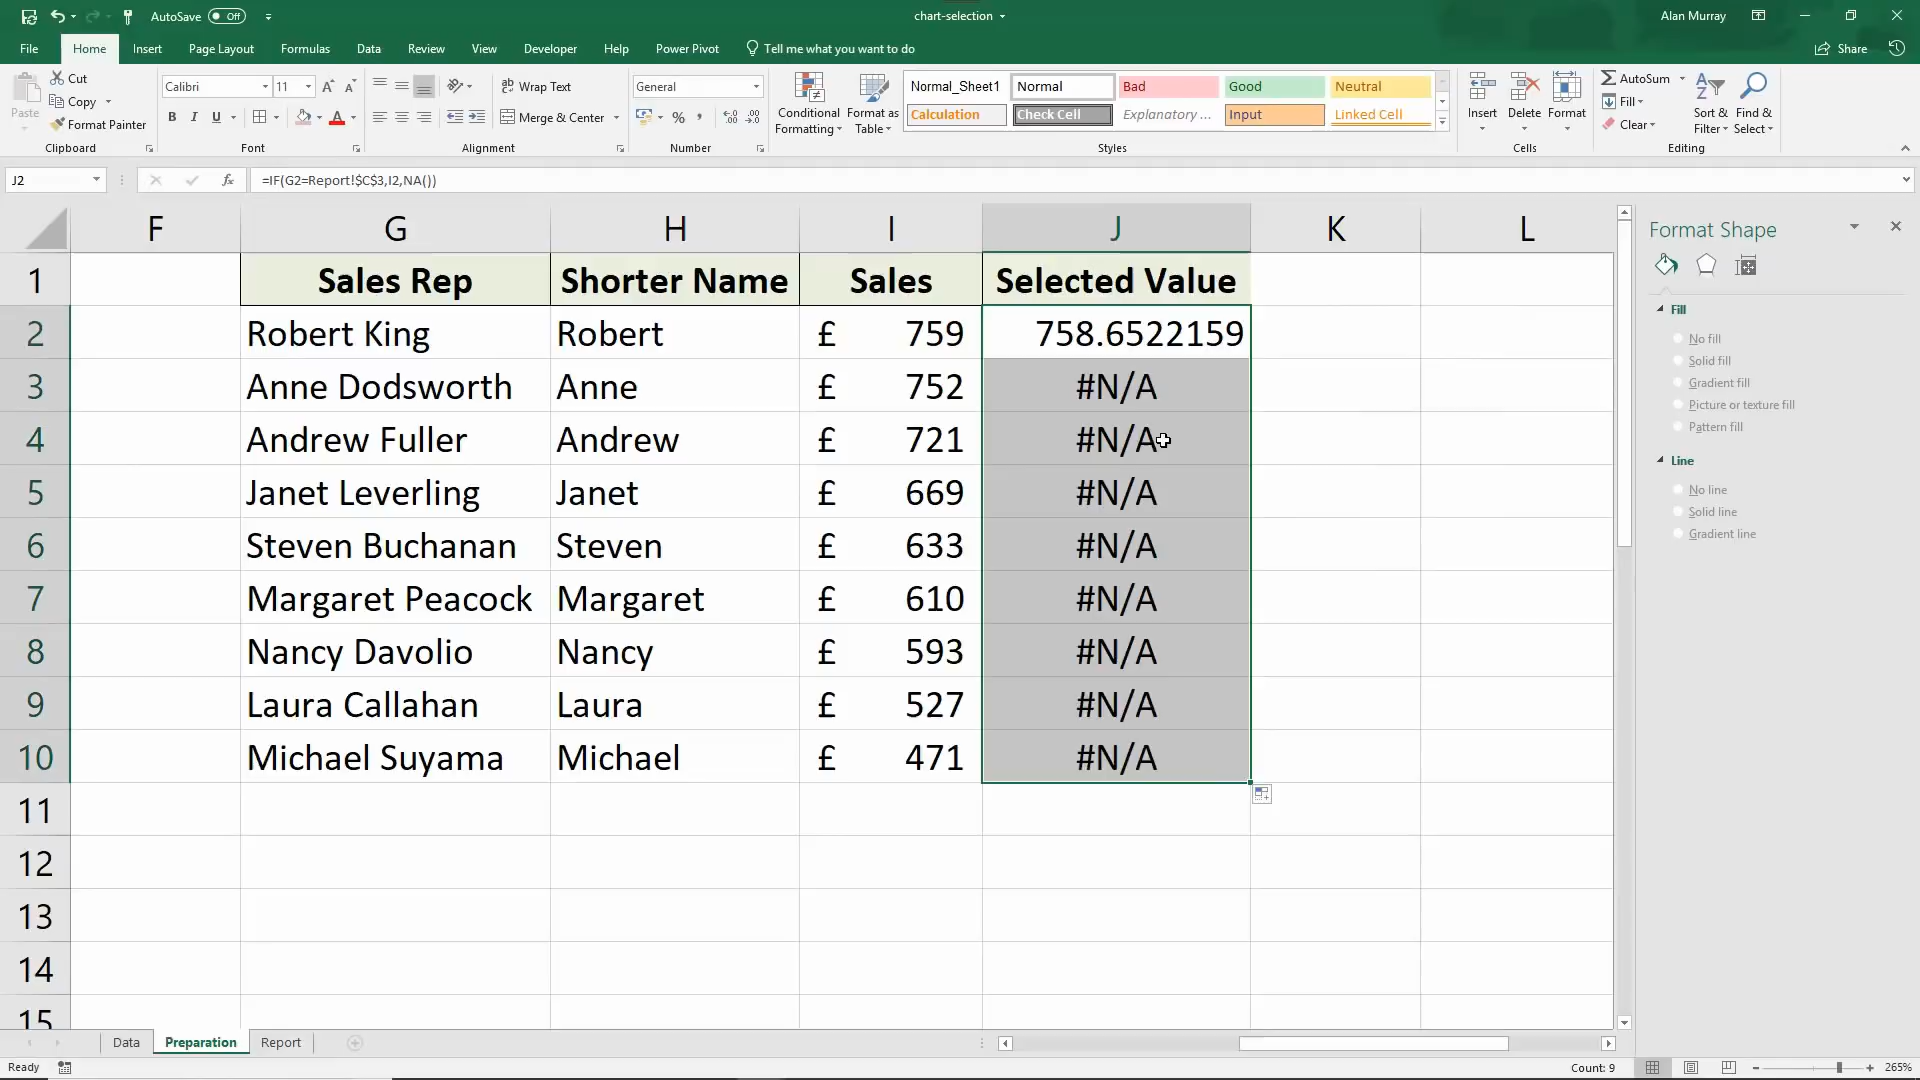 AutoSave Off chart-selection Alan Murray
File Home Insert Page Layout Formulas Data Review View Developer Help Power Pivot Tell me what you want to do Share
Paste Cut Copy Format Painter
Calibri 11 A A
B I U A
Wrap Text
Merge & Center
General
%
Conditional Formatting
Format as Table
Normal_Sheet1 Normal Bad Good Neutral
Calculation Check Cell Explanatory ... Input Linked Cell
Insert Delete Format
AutoSum
Fill
Clear
Sort & Filter
Find & Select
Clipboard Font Alignment Number Styles Cells Editing
J2 fx =IF(G2=Report!$C$3,I2,NA())
F G H I J K L
1 Sales Rep Shorter Name Sales Selected Value
2 Robert King Robert £ 759 758.6522159
3 Anne Dodsworth Anne £ 752 #N/A
4 Andrew Fuller Andrew £ 721 #N/A
5 Janet Leverling Janet £ 669 #N/A
6 Steven Buchanan Steven £ 633 #N/A
7 Margaret Peacock Margaret £ 610 #N/A
8 Nancy Davolio Nancy £ 593 #N/A
9 Laura Callahan Laura £ 527 #N/A
10 Michael Suyama Michael £ 471 #N/A
11
12
13
14
15
Format Shape
Fill
No fill
Solid fill
Gradient fill
Picture or texture fill
Pattern fill
Line
No line
Solid line
Gradient line
Data Preparation Report
Ready Count: 9 265%